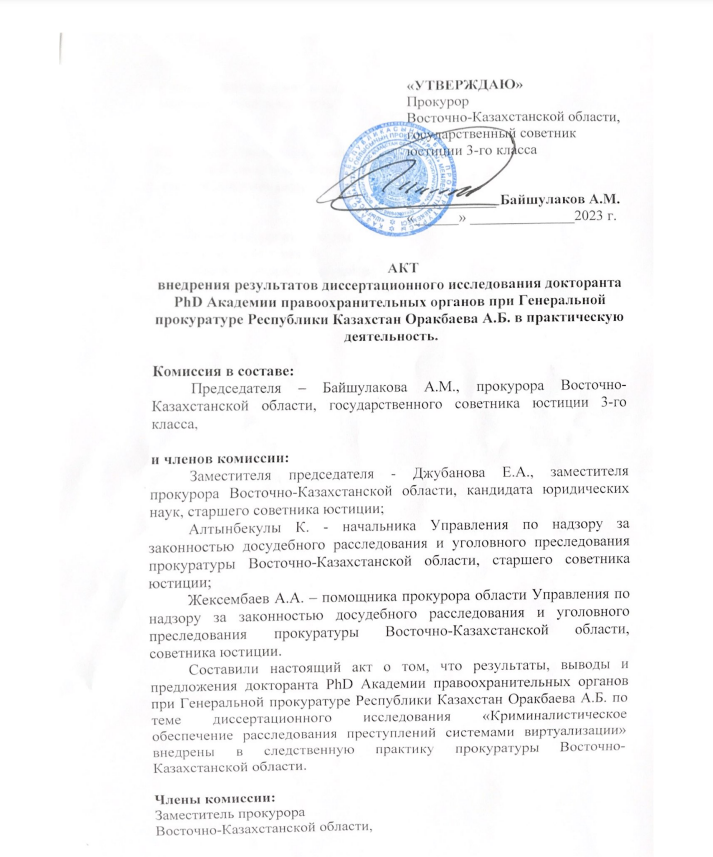 «УТВЕРЖДАЮ»
Прокурор
Восточно-Казахстанской области,
государственный советник
юстиции 3-го класса
Байшулаков А.М.
«______» ______________2023 г.
АКТ
внедрения результатов диссертационного исследования докторанта
PhD Академии правоохранительных органов при Генеральной
прокуратуре Республики Казахстан Оракбаева А.Б. в практическую
деятельность.
Комиссия в составе:
Председателя – Байшулакова А.М., прокурора Восточно-
Казахстанской области, государственного советника юстиции 3-го
класса,
и членов комиссии:
Заместителя председателя - Джубанова Е.А., заместителя
прокурора Восточно-Казахстанской области, кандидата юридических
наук, старшего советника юстиции;
Алтынбекулы К. - начальника Управления по надзору за
законностью досудебного расследования и уголовного преследования
прокуратуры Восточно-Казахстанской области, старшего советника
юстиции;
Жексембаев А.А. – помощника прокурора области Управления по
надзору за законностью досудебного расследования и уголовного
преследования прокуратуры Восточно-Казахстанской области,
советника юстиции.
Составили настоящий акт о том, что результаты, выводы и
предложения докторанта PhD Академии правоохранительных органов
при Генеральной прокуратуре Республики Казахстан Оракбаева А.Б. по
теме диссертационного исследования «Криминалистическое
обеспечение расследования преступлений системами виртуализации»
внедрены в следственную практику прокуратуры Восточно-
Казахстанской области.
Члены комиссии:
Заместитель прокурора
Восточно-Казахстанской области,